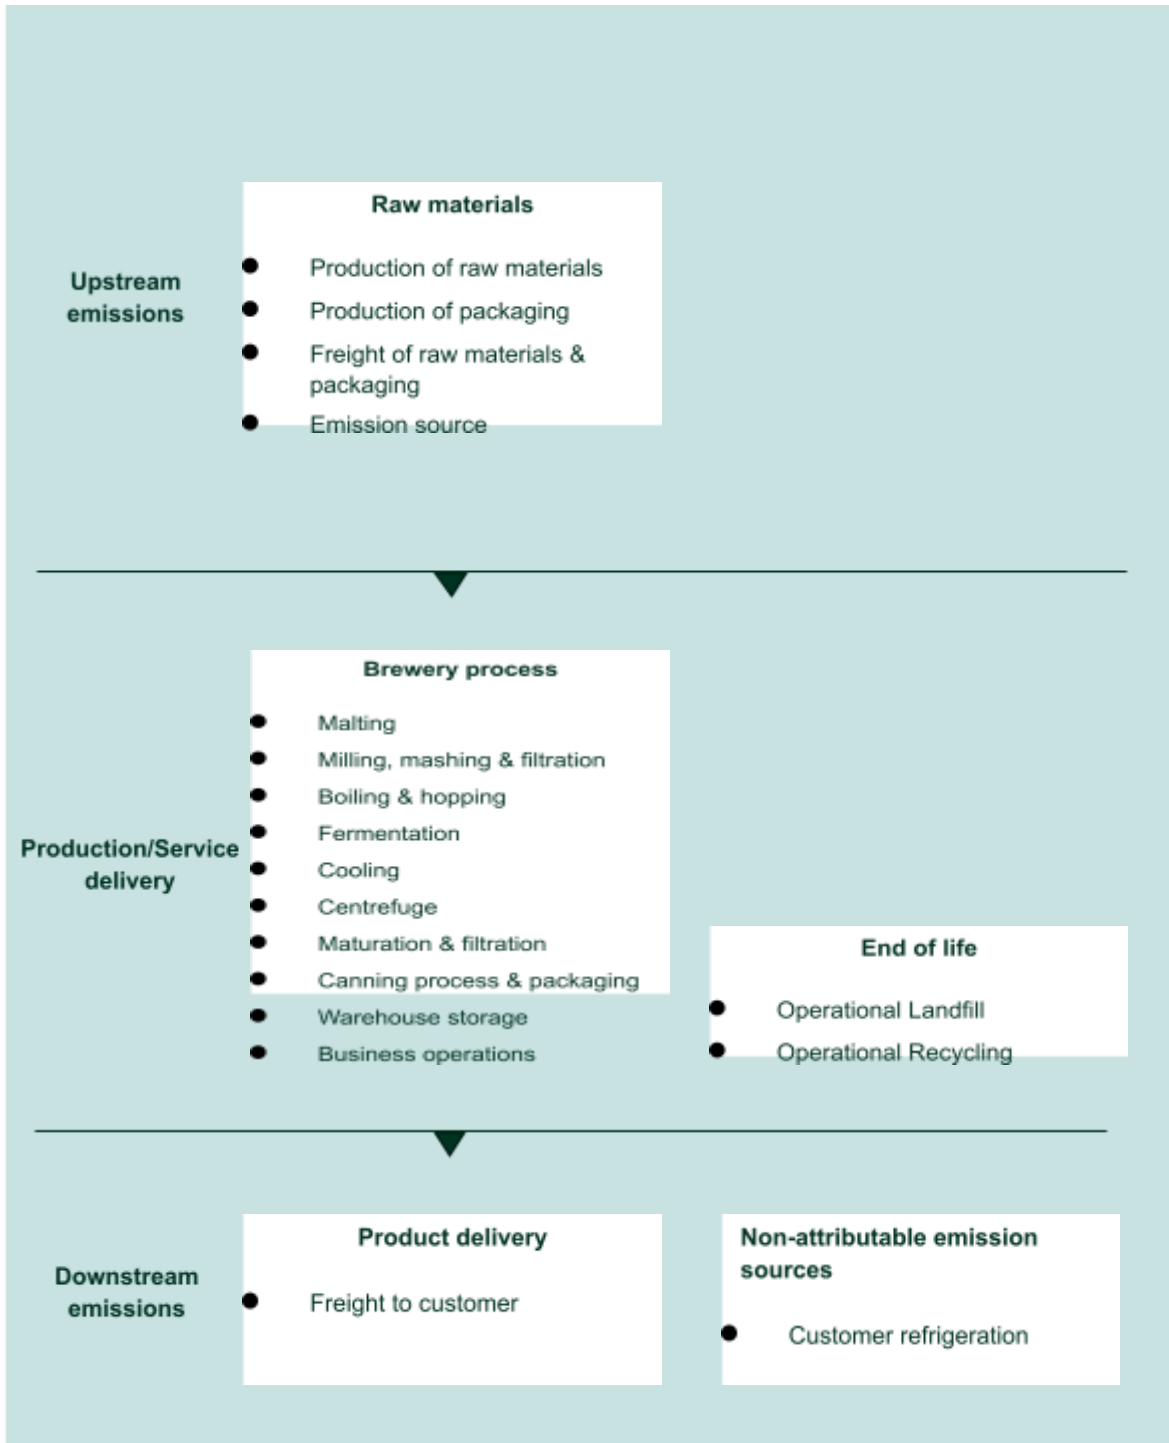 Upstream
emissions
Raw materials
Production of raw materials
Production of packaging
Freight of raw materials &
packaging
Emission source
Production/Service
delivery
Brewery process
Malting
Milling, mashing & filtration
Boiling & hopping
Fermentation
Cooling
Centrefuge
Maturation & filtration
Canning process & packaging
Warehouse storage
Business operations
End of life
Operational Landfill
Operational Recycling
Downstream
emissions
Product delivery
Freight to customer
Non-attributable emission
sources
Customer refrigeration